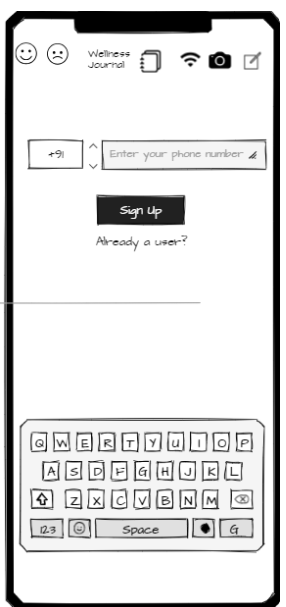 Wellness
Journal
+91
Enter your phone number
Sign Up
Already a user?
Q W E R T Y U I O P
A S D F G H J K L
Z X C V B N M
123 Space G